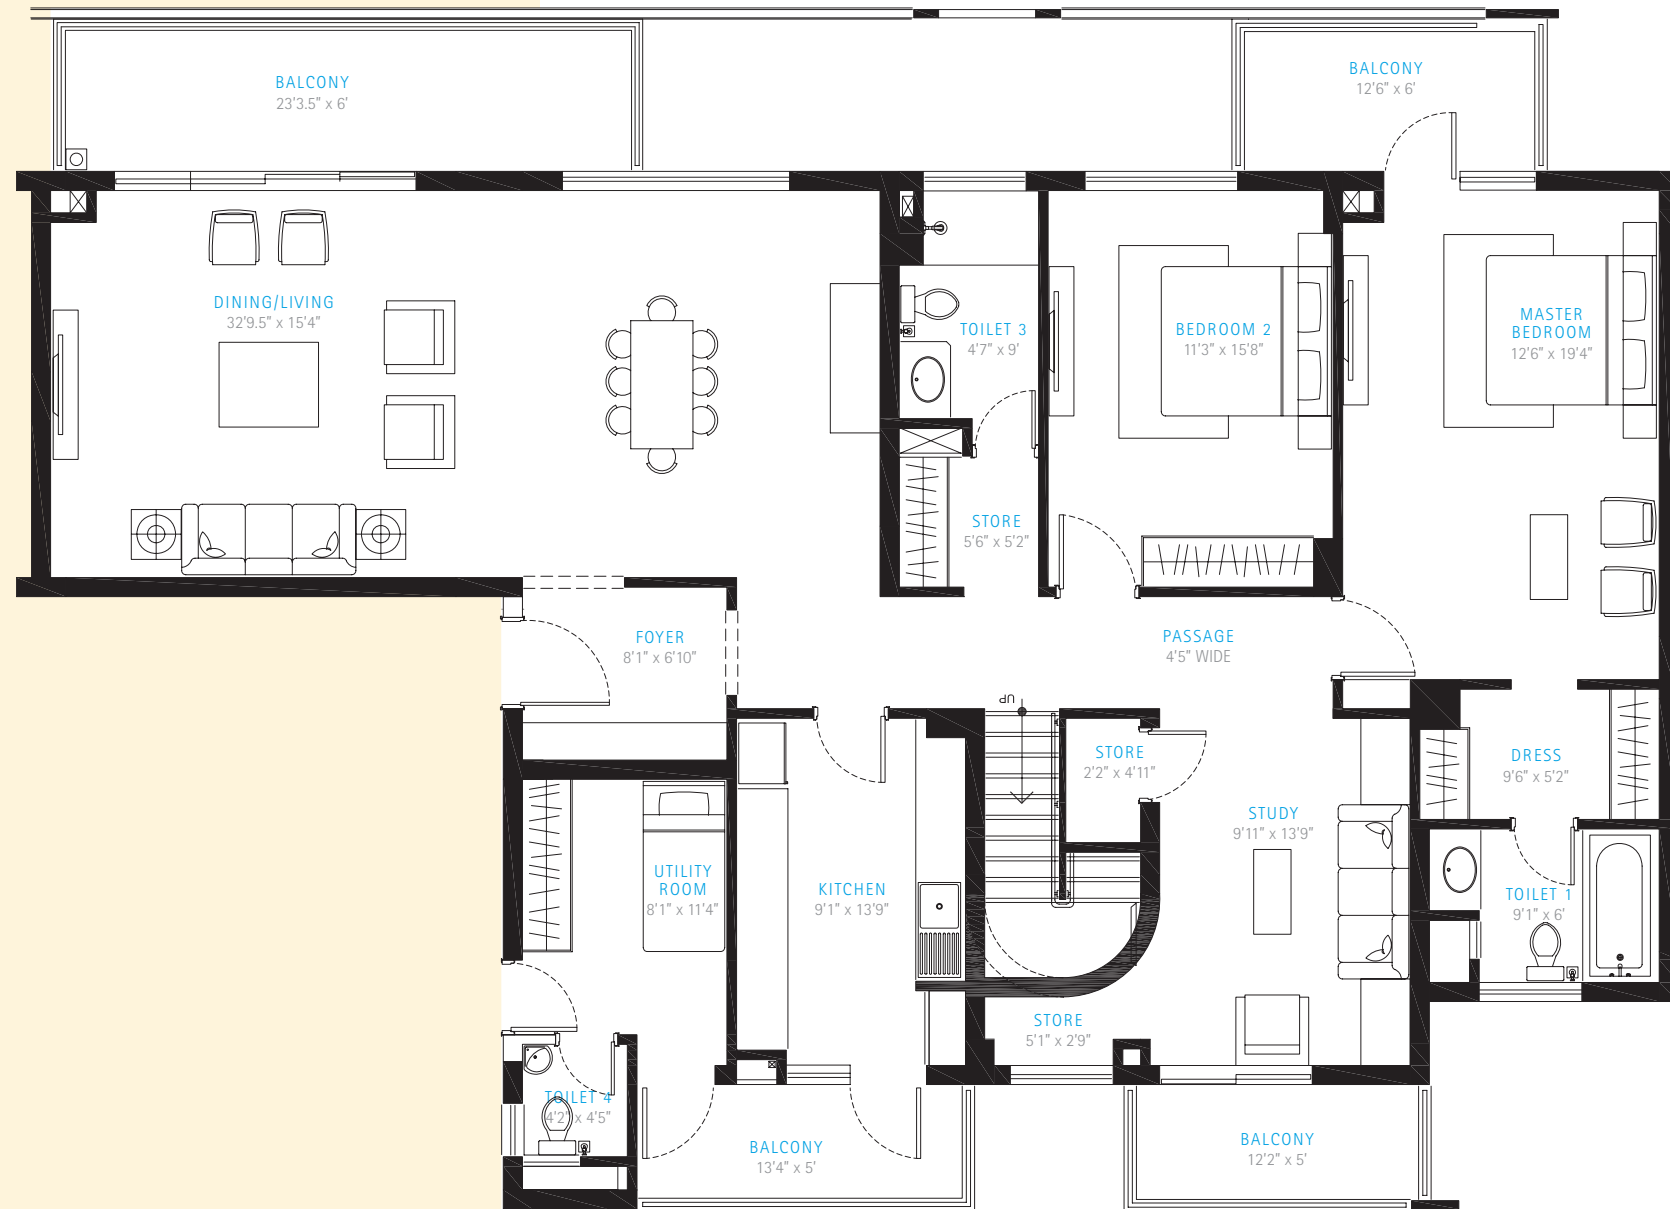 BALCONY
23'3.5" x 6'
BALCONY
12'6" x 6'
DINING/LIVING
32'9.5" x 15'4"
TOILET 3
4'7" x 9'
BEDROOM 2
11'3" x 15'8"
MASTER
BEDROOM
12'6" x 19'4"
STORE
5'6" x 5'2"
FOYER
8'1" x 6'10"
PASSAGE
4'5" WIDE
UP
STORE
2'2" x 4'11"
DRESS
9'6" x 5'2"
STUDY
9'11" x 13'9"
UTILITY
ROOM
8'1" x 11'4"
KITCHEN
9'1" x 13'9"
TOILET 1
9'1" x 6'
STORE
5'1" x 2'9"
TOILET 4
4'2" x 4'5"
BALCONY
13'4" x 5'
BALCONY
12'2" x 5'